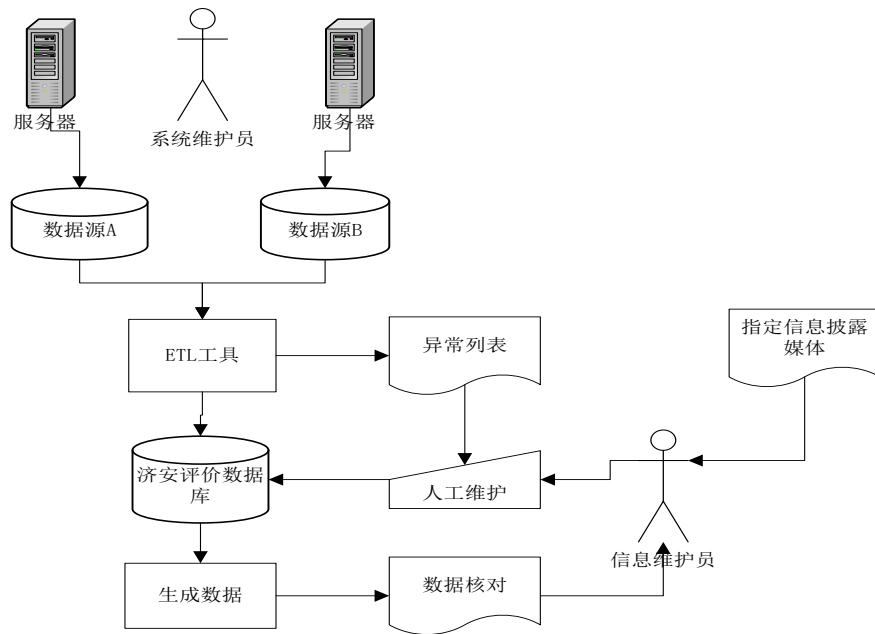 服务器
系统维护员
服务器
数据源A
数据源B
ETL工具
异常列表
指定信息披露
媒体
济安评价数据
库
人工维护
信息维护员
生成数据
数据核对